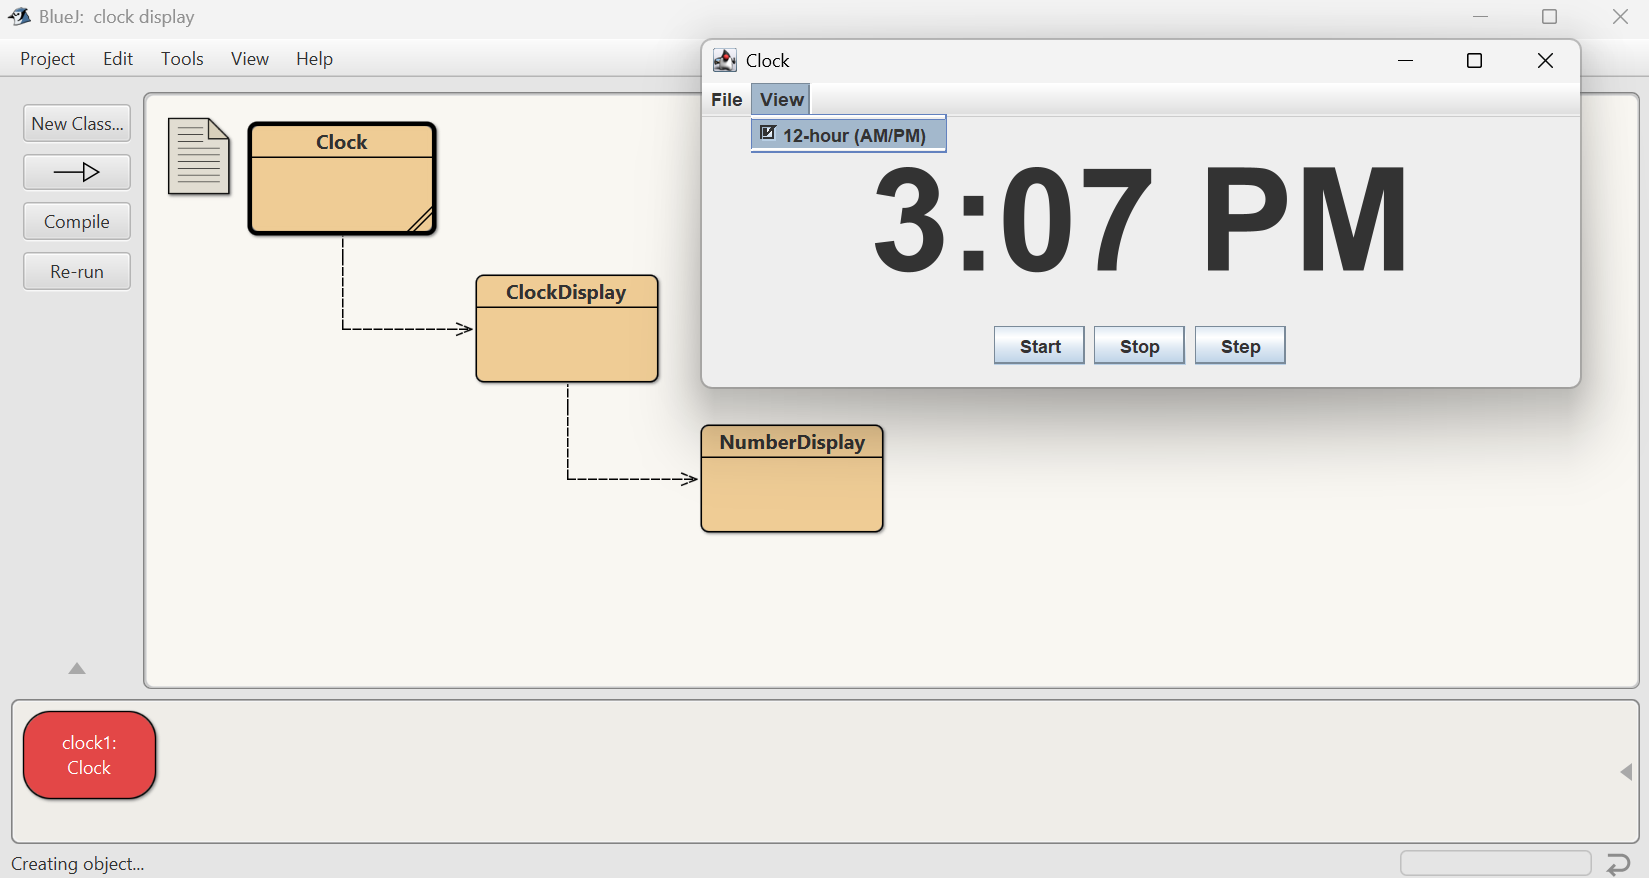 BlueJ: clock display
Project Edit Tools View Help
New Class...
Compile
Re-run
Clock
ClockDisplay
NumberDisplay
Clock
File View
12-hour (AM/PM)
3:07 PM
Start Stop Step
clock1:
Clock
Creating object...